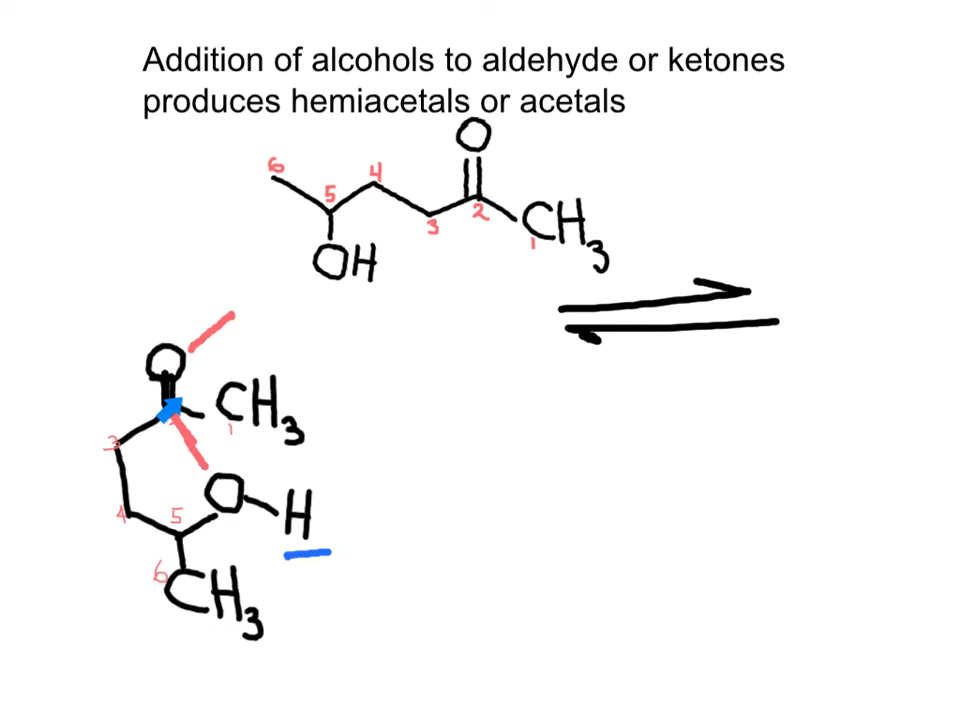 Addition of alcohols to aldehyde or ketones
produces hemiacetals or acetals
O
6 5 4 3 2 1
CH3
OH
O
CH3
1
3
O-H
4 5
6
CH3